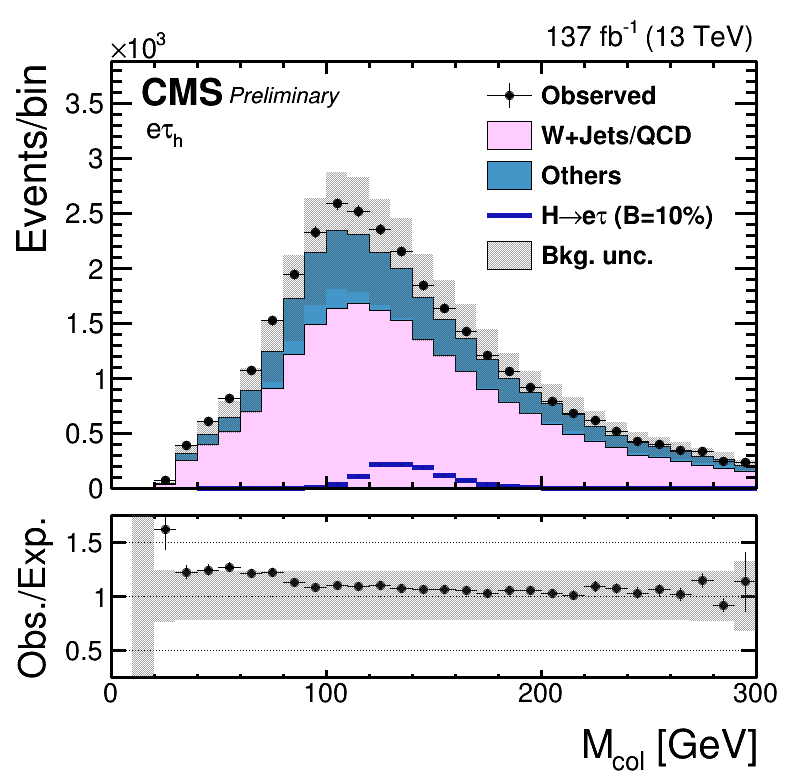 ×10³ 137 fb⁻¹ (13 TeV)
CMS Preliminary
eτₕ
Observed
W+Jets/QCD
Others
H→eτ (B=10%)
Bkg. unc.
Events/bin
3.5
3
2.5
2
1.5
1
0.5
0
Obs./Exp.
1.5
1
0.5
0 100 200 300
M_col [GeV]